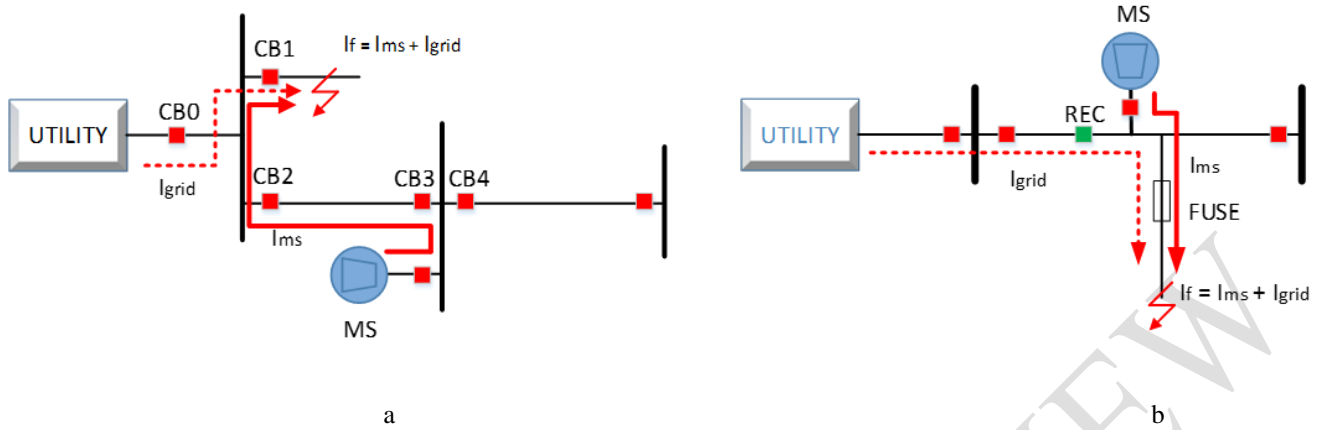 CB1
If = Ims + Igrid
CB0
UTILITY
Igrid
CB2
CB3
CB4
Ims
MS
a
MS
REC
UTILITY
Igrid
Ims
FUSE
If = Ims + Igrid
b